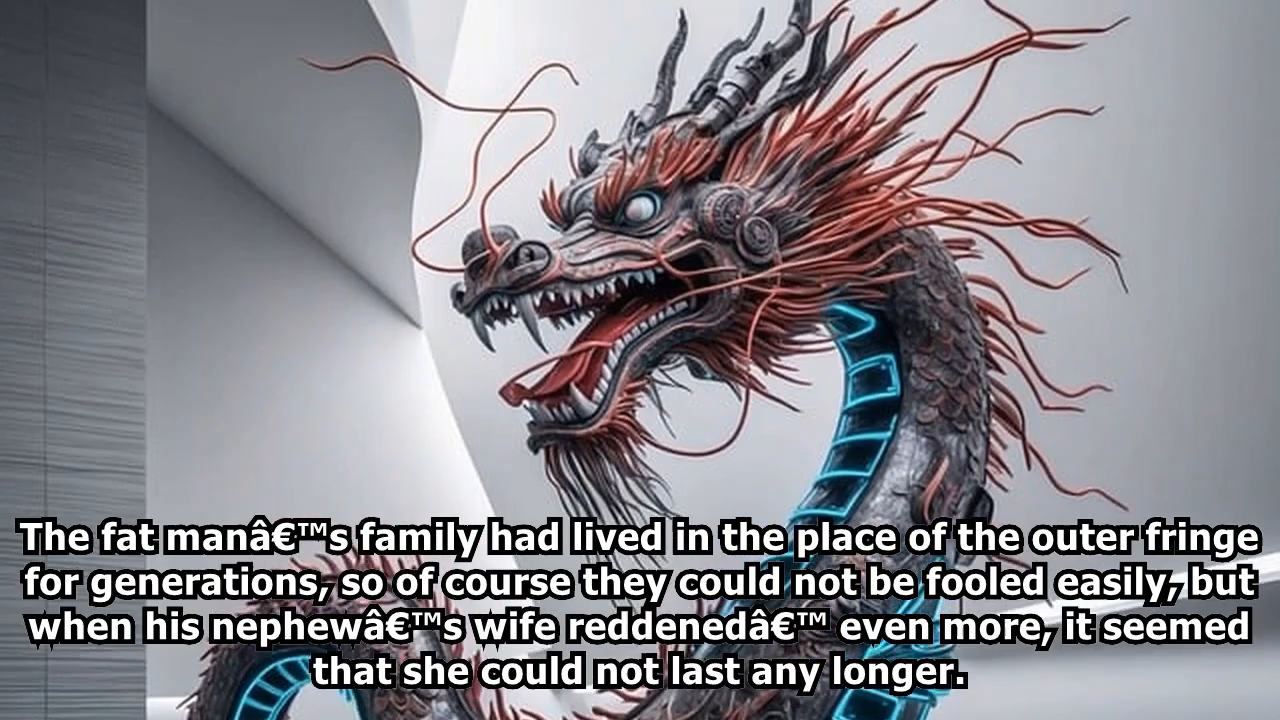 The fat manâ€™s family had lived in the place of the outer fringe
for generations, so of course they could not be fooled easily, but
when his nephewâ€™s wife reddenedâ€™ even more, it seemed
that she could not last any longer.